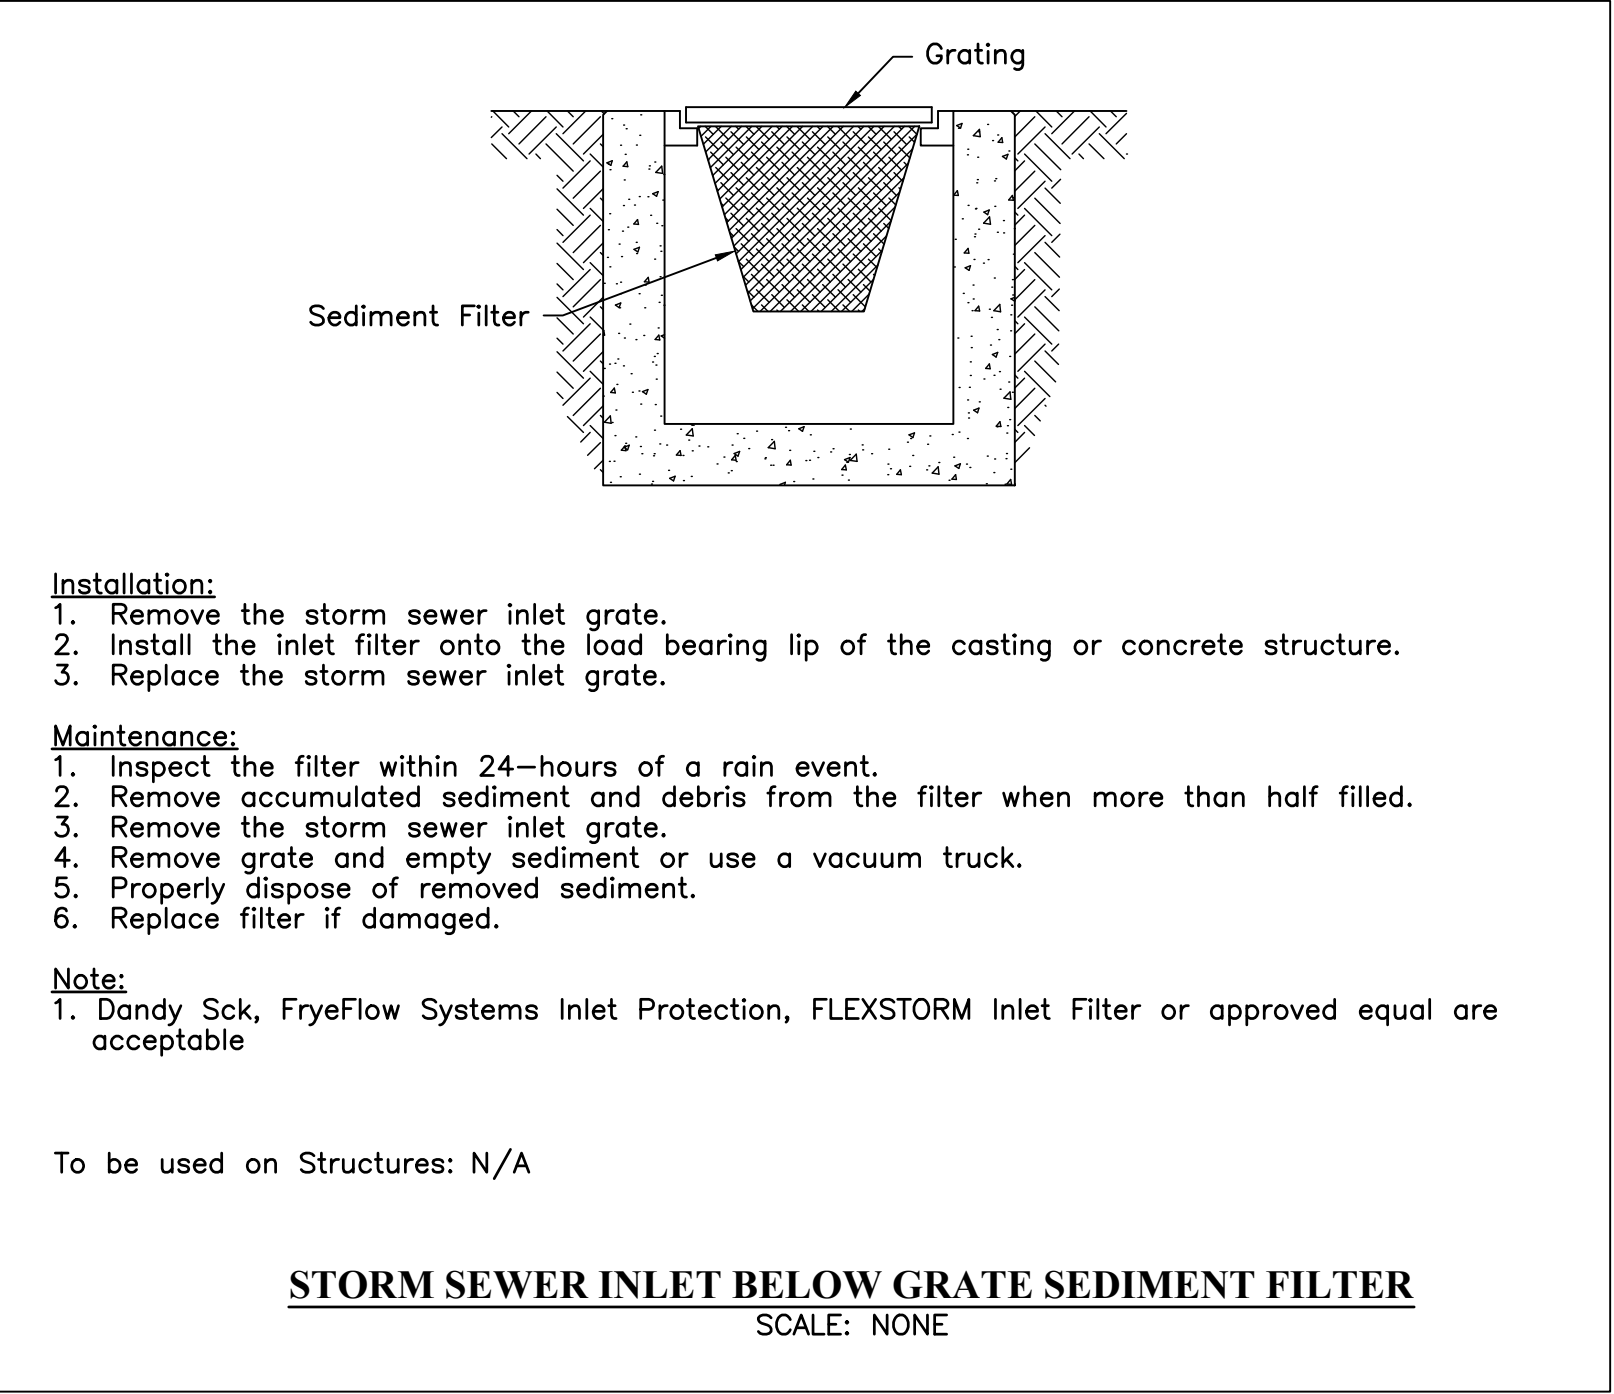 Grating
Sediment Filter
Installation:
1. Remove the storm sewer inlet grate.
2. Install the inlet filter onto the load bearing lip of the casting or concrete structure.
3. Replace the storm sewer inlet grate.
Maintenance:
1. Inspect the filter within 24-hours of a rain event.
2. Remove accumulated sediment and debris from the filter when more than half filled.
3. Remove the storm sewer inlet grate.
4. Remove grate and empty sediment or use a vacuum truck.
5. Properly dispose of removed sediment.
6. Replace filter if damaged.
Note:
1. Dandy Sck, FryeFlow Systems Inlet Protection, FLEXSTORM Inlet Filter or approved equal are
acceptable
To be used on Structures: N/A
STORM SEWER INLET BELOW GRATE SEDIMENT FILTER
SCALE: NONE